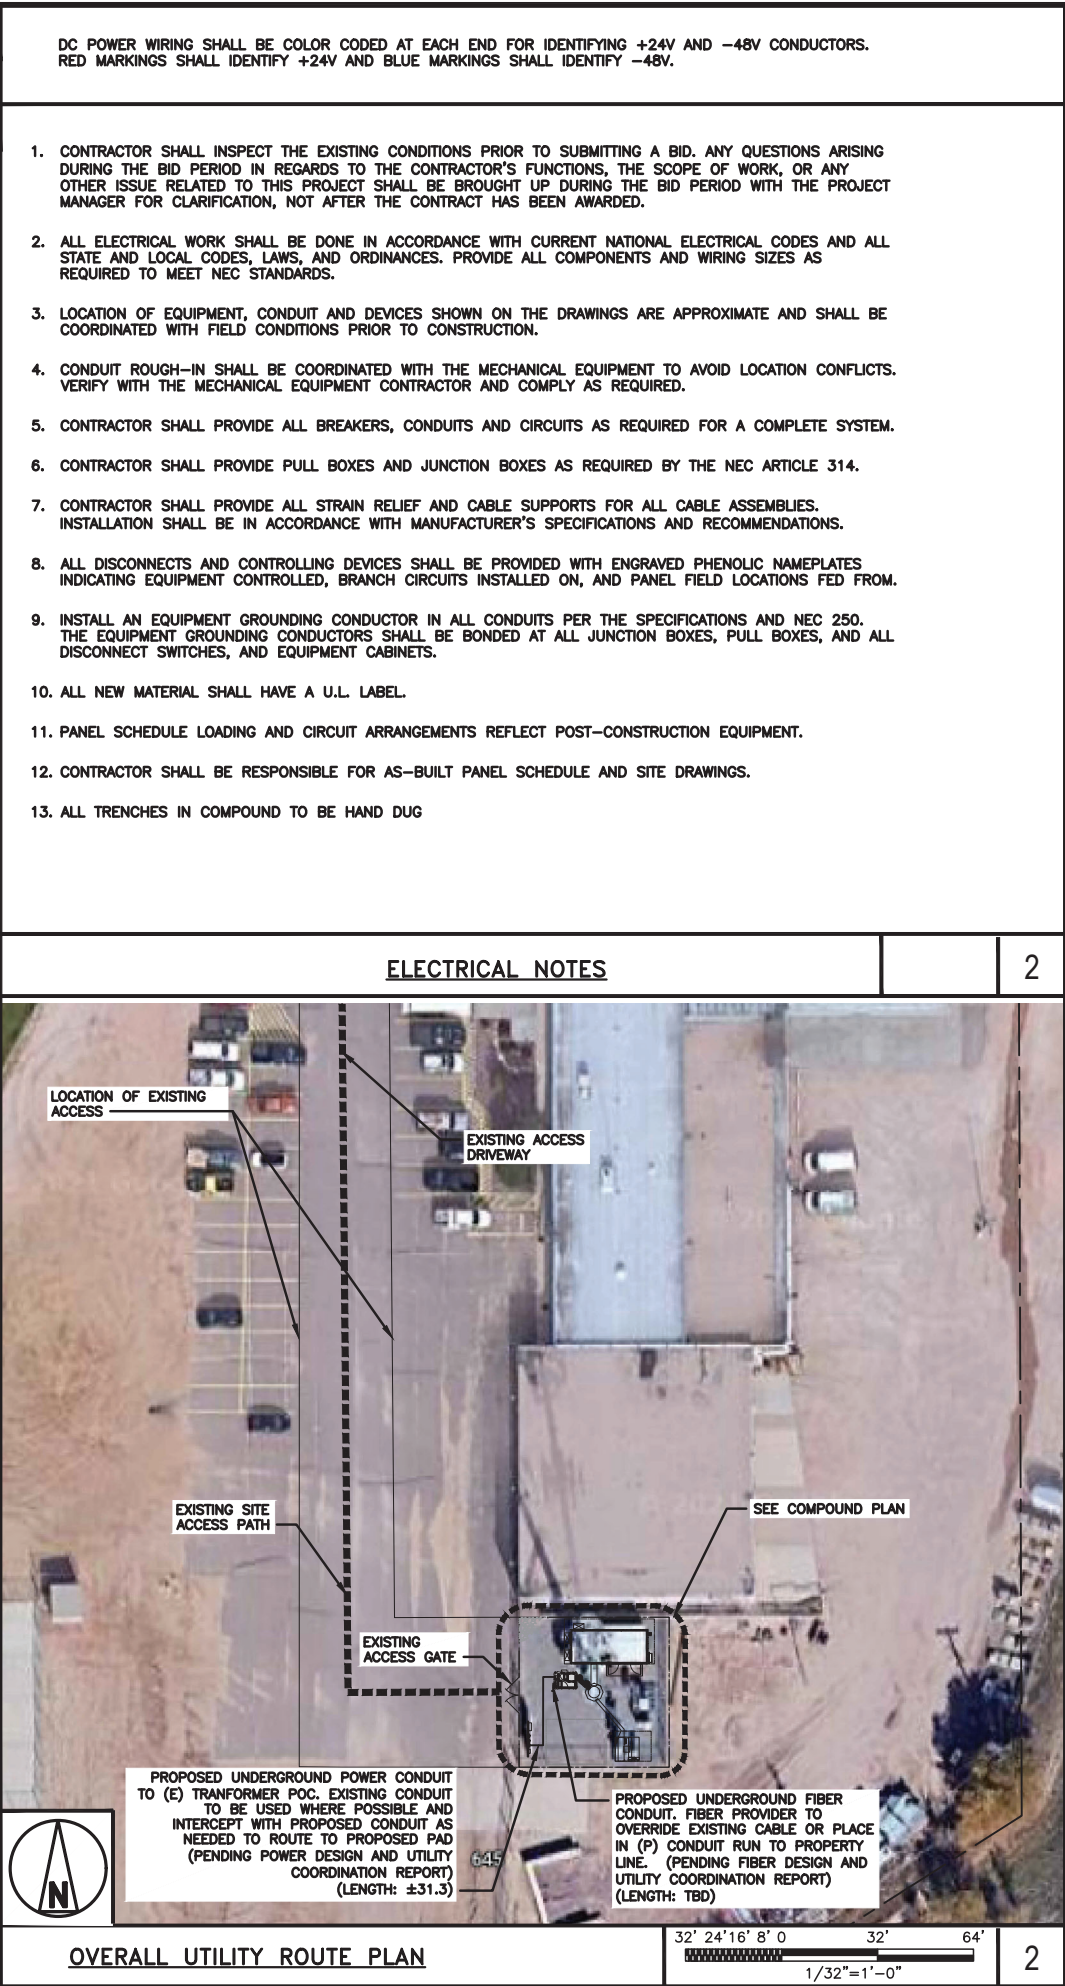 DC POWER WIRING SHALL BE COLOR CODED AT EACH END FOR IDENTIFYING +24V AND -48V CONDUCTORS.
RED MARKINGS SHALL IDENTIFY +24V AND BLUE MARKINGS SHALL IDENTIFY -48V.
1. CONTRACTOR SHALL INSPECT THE EXISTING CONDITIONS PRIOR TO SUBMITTING A BID. ANY QUESTIONS ARISING
DURING THE BID PERIOD IN REGARDS TO THE CONTRACTOR'S FUNCTIONS, THE SCOPE OF WORK, OR ANY
OTHER ISSUE RELATED TO THIS PROJECT SHALL BE BROUGHT UP DURING THE BID PERIOD WITH THE PROJECT
MANAGER FOR CLARIFICATION, NOT AFTER THE CONTRACT HAS BEEN AWARDED.
2. ALL ELECTRICAL WORK SHALL BE DONE IN ACCORDANCE WITH CURRENT NATIONAL ELECTRICAL CODES AND ALL
STATE AND LOCAL CODES, LAWS, AND ORDINANCES. PROVIDE ALL COMPONENTS AND WIRING SIZES AS
REQUIRED TO MEET NEC STANDARDS.
3. LOCATION OF EQUIPMENT, CONDUIT AND DEVICES SHOWN ON THE DRAWINGS ARE APPROXIMATE AND SHALL BE
COORDINATED WITH FIELD CONDITIONS PRIOR TO CONSTRUCTION.
4. CONDUIT ROUGH-IN SHALL BE COORDINATED WITH THE MECHANICAL EQUIPMENT TO AVOID LOCATION CONFLICTS.
VERIFY WITH THE MECHANICAL EQUIPMENT CONTRACTOR AND COMPLY AS REQUIRED.
5. CONTRACTOR SHALL PROVIDE ALL BREAKERS, CONDUITS AND CIRCUITS AS REQUIRED FOR A COMPLETE SYSTEM.
6. CONTRACTOR SHALL PROVIDE PULL BOXES AND JUNCTION BOXES AS REQUIRED BY THE NEC ARTICLE 314.
7. CONTRACTOR SHALL PROVIDE ALL STRAIN RELIEF AND CABLE SUPPORTS FOR ALL CABLE ASSEMBLIES.
INSTALLATION SHALL BE IN ACCORDANCE WITH MANUFACTURER'S SPECIFICATIONS AND RECOMMENDATIONS.
8. ALL DISCONNECTS AND CONTROLLING DEVICES SHALL BE PROVIDED WITH ENGRAVED PHENOLIC NAMEPLATES
INDICATING EQUIPMENT CONTROLLED, BRANCH CIRCUITS INSTALLED ON, AND PANEL FIELD LOCATIONS FED FROM.
9. INSTALL AN EQUIPMENT GROUNDING CONDUCTOR IN ALL CONDUITS PER THE SPECIFICATIONS AND NEC 250.
THE EQUIPMENT GROUNDING CONDUCTORS SHALL BE BONDED AT ALL JUNCTION BOXES, PULL BOXES, AND ALL
DISCONNECT SWITCHES, AND EQUIPMENT CABINETS.
10. ALL NEW MATERIAL SHALL HAVE A U.L. LABEL.
11. PANEL SCHEDULE LOADING AND CIRCUIT ARRANGEMENTS REFLECT POST-CONSTRUCTION EQUIPMENT.
12. CONTRACTOR SHALL BE RESPONSIBLE FOR AS-BUILT PANEL SCHEDULE AND SITE DRAWINGS.
13. ALL TRENCHES IN COMPOUND TO BE HAND DUG
ELECTRICAL NOTES
2
LOCATION OF EXISTING
ACCESS
EXISTING ACCESS
DRIVEWAY
EXISTING SITE
ACCESS PATH
SEE COMPOUND PLAN
EXISTING
ACCESS GATE
PROPOSED UNDERGROUND POWER CONDUIT
TO (E) TRANFORMER POC. EXISTING CONDUIT
TO BE USED WHERE POSSIBLE AND
INTERCEPT WITH PROPOSED CONDUIT AS
NEEDED TO ROUTE TO PROPOSED PAD
(PENDING POWER DESIGN AND UTILITY
COORDINATION REPORT)
(LENGTH: ±31.3)
645
PROPOSED UNDERGROUND FIBER
CONDUIT. FIBER PROVIDER TO
OVERRIDE EXISTING CABLE OR PLACE
IN (P) CONDUIT RUN TO PROPERTY
LINE. (PENDING FIBER DESIGN AND
UTILITY COORDINATION REPORT)
(LENGTH: TBD)
N
OVERALL UTILITY ROUTE PLAN
32' 24'16' 8' 0 32' 64'
1/32"=1'-0"
2